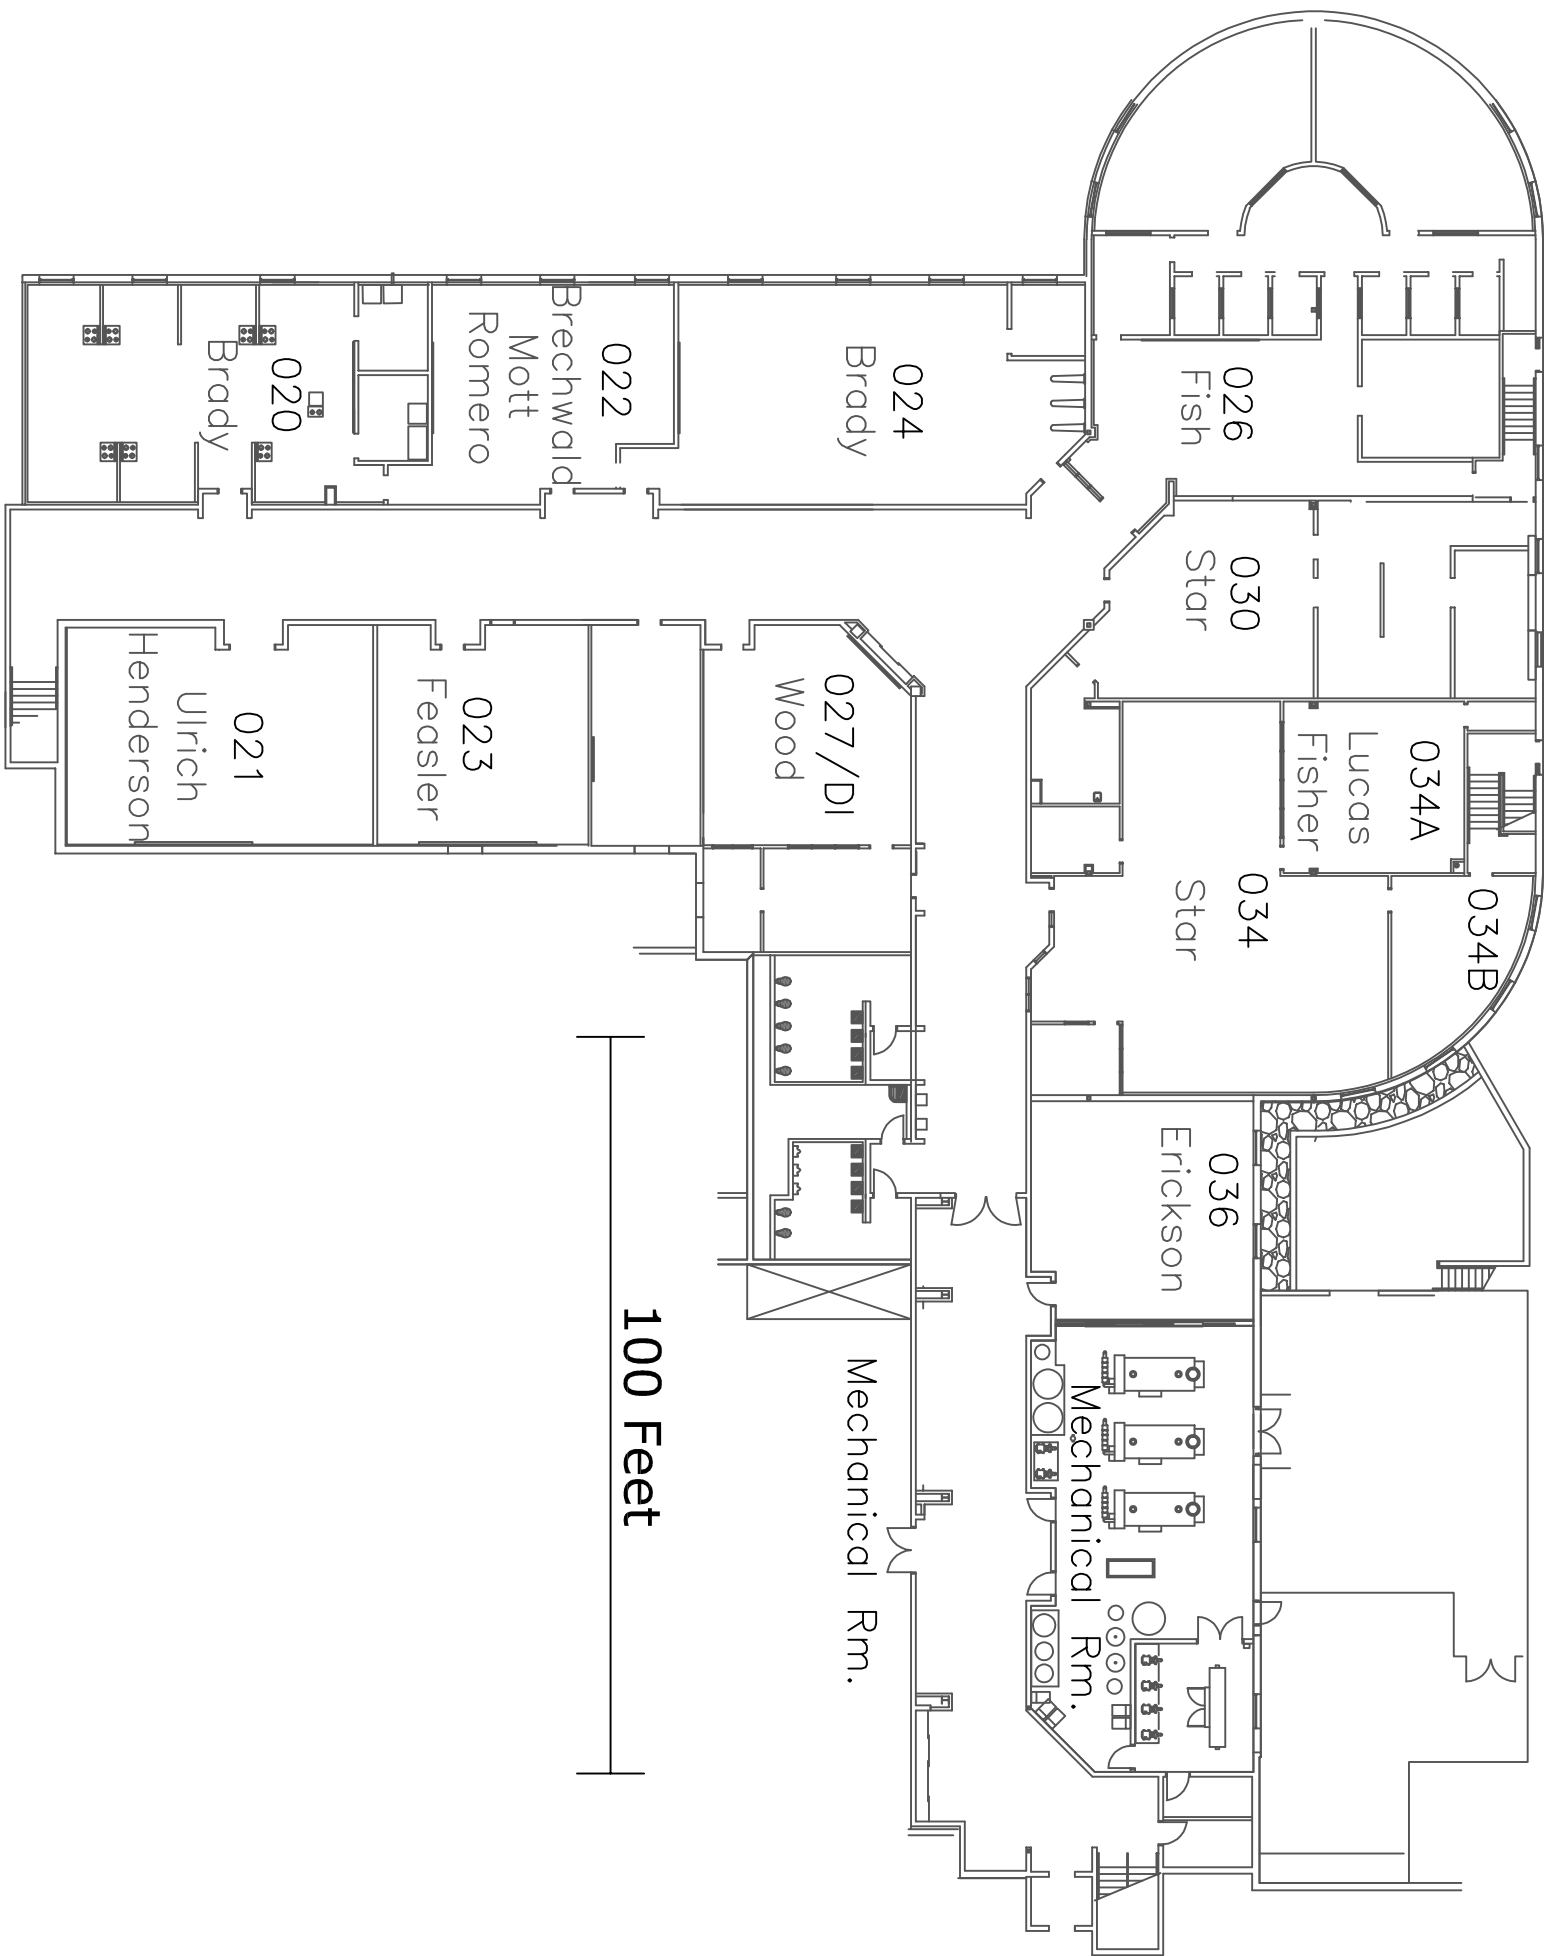 026
Fish
030
Star
034A
Lucas
Fisher
034B
034
Star
036
Erickson
Mechanical Rm.
Mechanical Rm.
024
Brady
022
Brechwald
Mott
Romero
020
Brady
027/DI
Wood
023
Feasler
021
Ulrich
Henderson
100 Feet